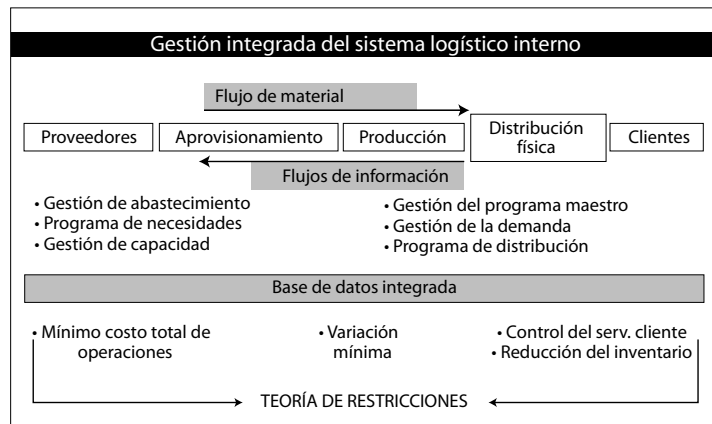 Gestión integrada del sistema logístico interno
Flujo de material
Proveedores
Aprovisionamiento
Producción
Distribución
física
Clientes
Flujos de información
• Gestión de abastecimiento
• Programa de necesidades
• Gestión de capacidad
• Gestión del programa maestro
• Gestión de la demanda
• Programa de distribución
Base de datos integrada
• Mínimo costo total de
operaciones
• Variación
mínima
• Control del serv. cliente
• Reducción del inventario
TEORÍA DE RESTRICCIONES